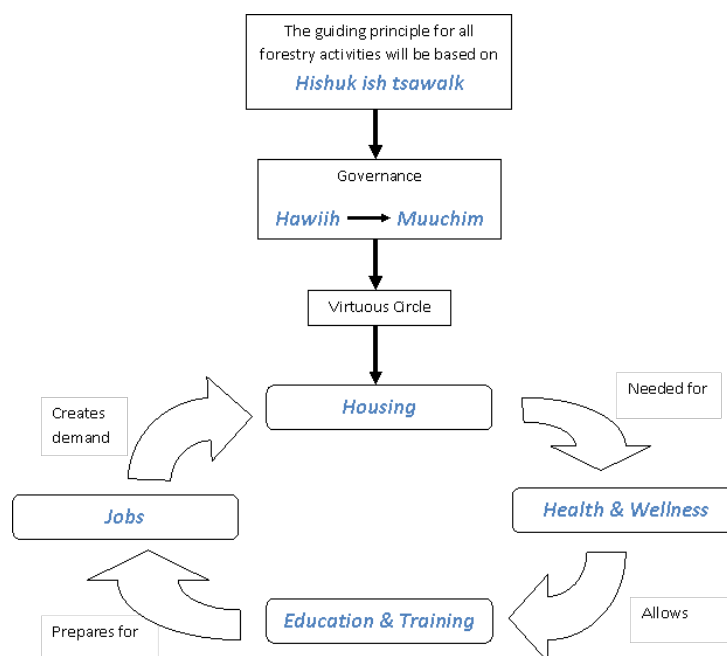 The guiding principle for all
forestry activities will be based on
Hishuk ish tsawalk
Governance
Hawiih Muuchim
Virtuous Circle
Housing
Needed for
Health & Wellness
Allows
Education & Training
Prepares for
Jobs
Creates
demand